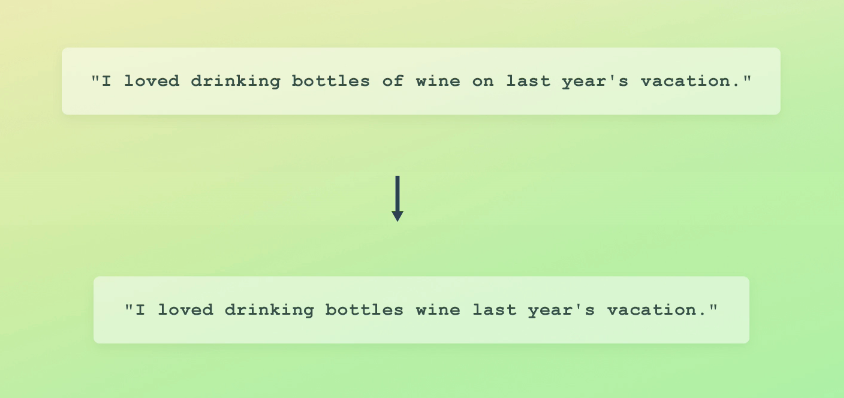 "I loved drinking bottles of wine on last year's vacation."
"I loved drinking bottles wine last year's vacation."